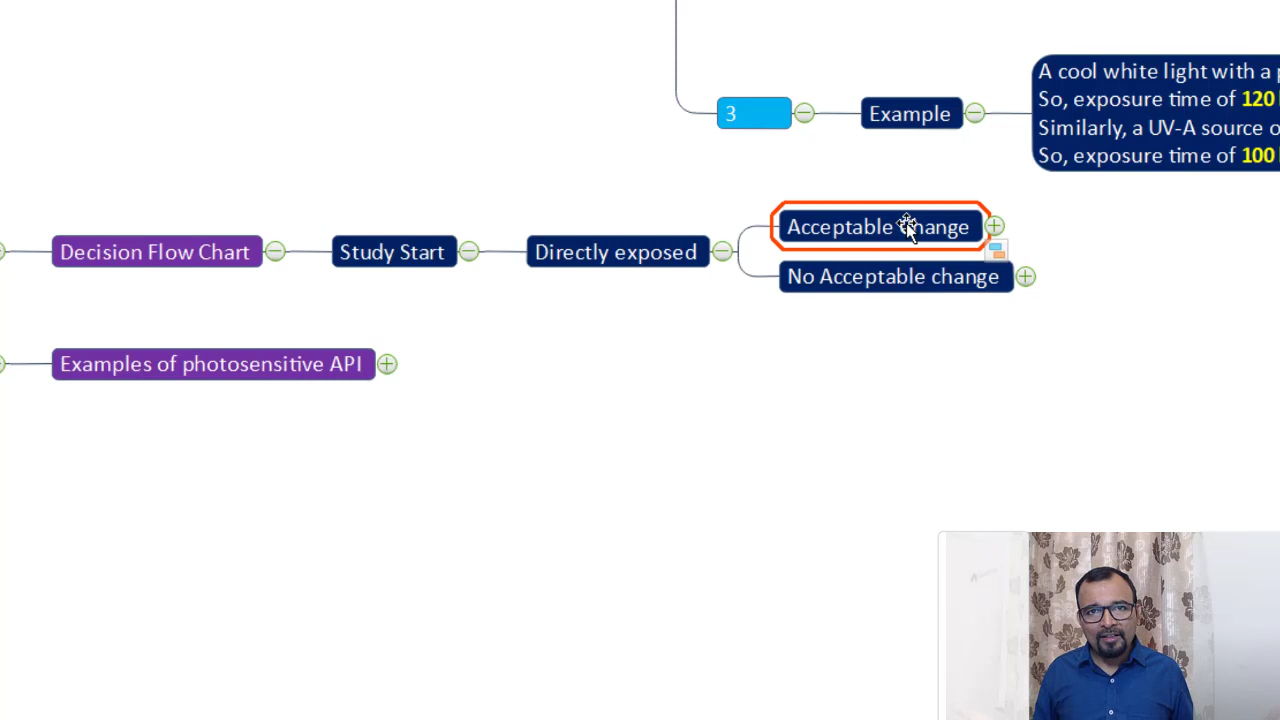 A cool white light with a
3
Example
So, exposure time of 120
Similarly, a UV-A source
So, exposure time of 100
Acceptable change
Decision Flow Chart
Study Start
Directly exposed
No Acceptable change
Examples of photosensitive API